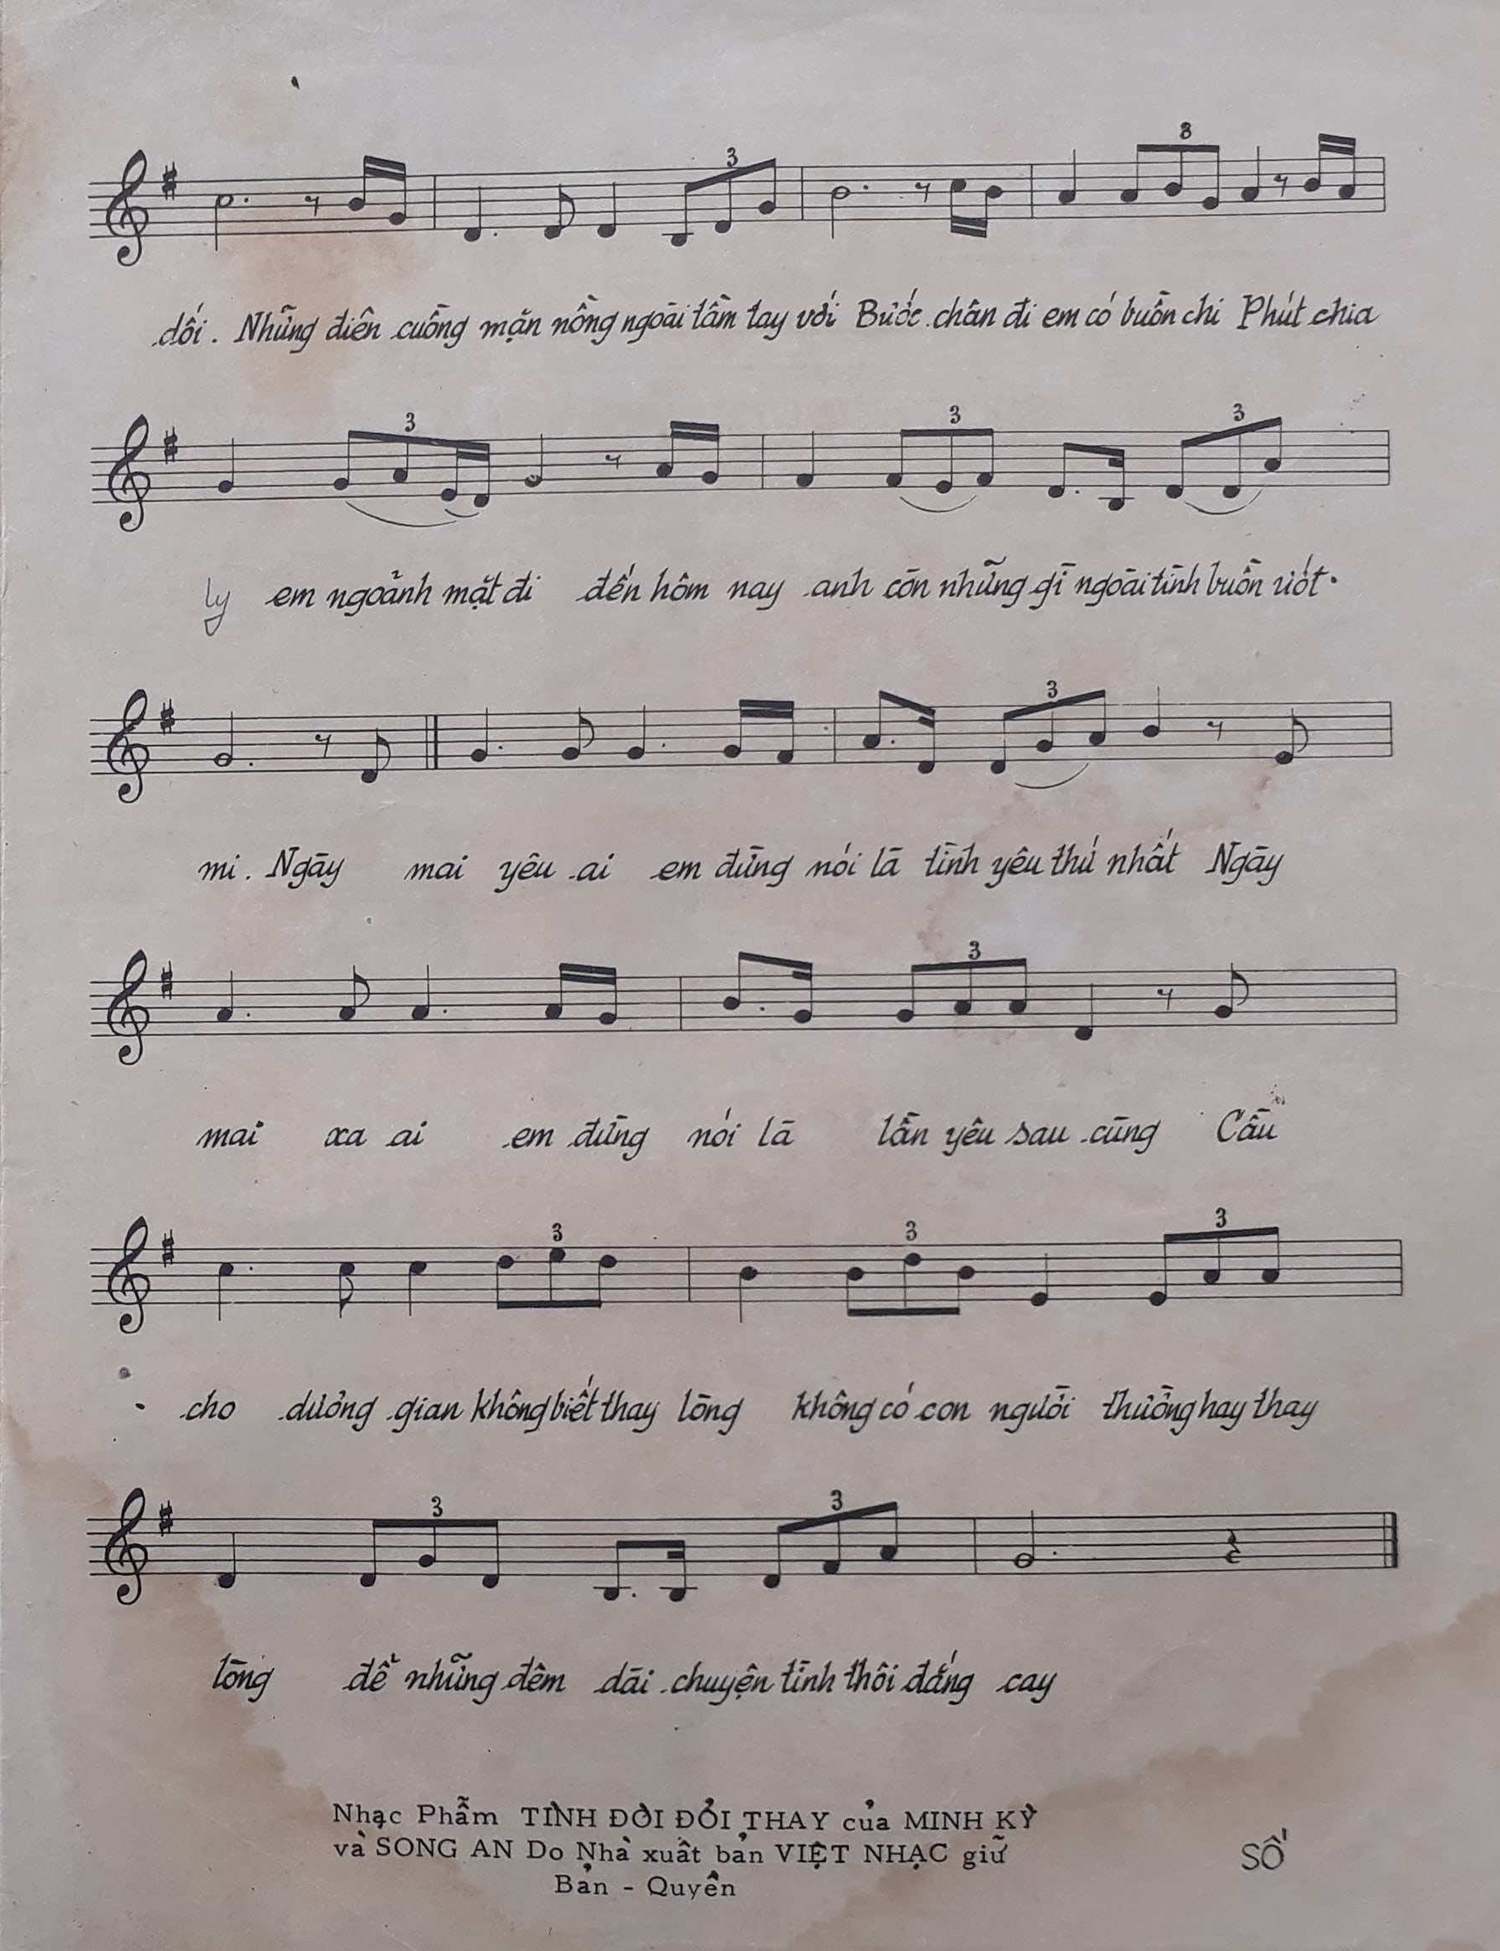 dối. Những điên cuồng mặn nồng ngoài tầm tay với Bước chân đi em có buồn chi Phút chia
ly em ngoảnh mặt đi đến hôm nay anh còn những gì ngoài tình buồn ướt
mi. Ngày mai yêu ai em đừng nói là tình yêu thứ nhất Ngày
mai xa ai em đừng nói là lần yêu sau cùng Cầu
cho dương gian không biết thay lòng không có con người thường hay thay
lòng để những đêm dài chuyện tình thôi đắng cay
Nhạc Phẩm TÌNH ĐỜI ĐỔI THAY của MINH KỲ
và SONG AN Do Nhà xuất bản VIỆT NHẠC giữ
Bản - Quyền
SỐ